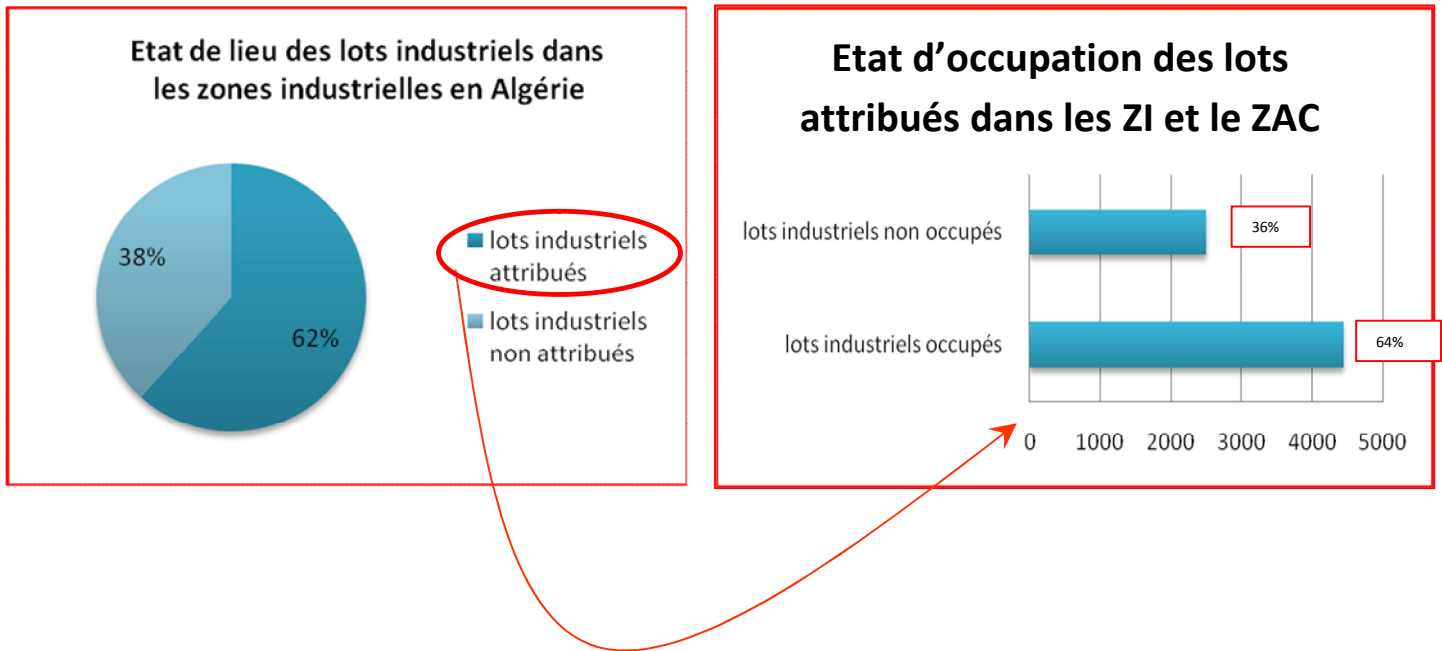 Etat de lieu des lots industriels dans
les zones industrielles en Algérie
38%
62%
lots industriels
attribués
lots industriels
non attribués
Etat d’occupation des lots
attribués dans les ZI et le ZAC
lots industriels non occupés
36%
lots industriels occupés
64%
0 1000 2000 3000 4000 5000